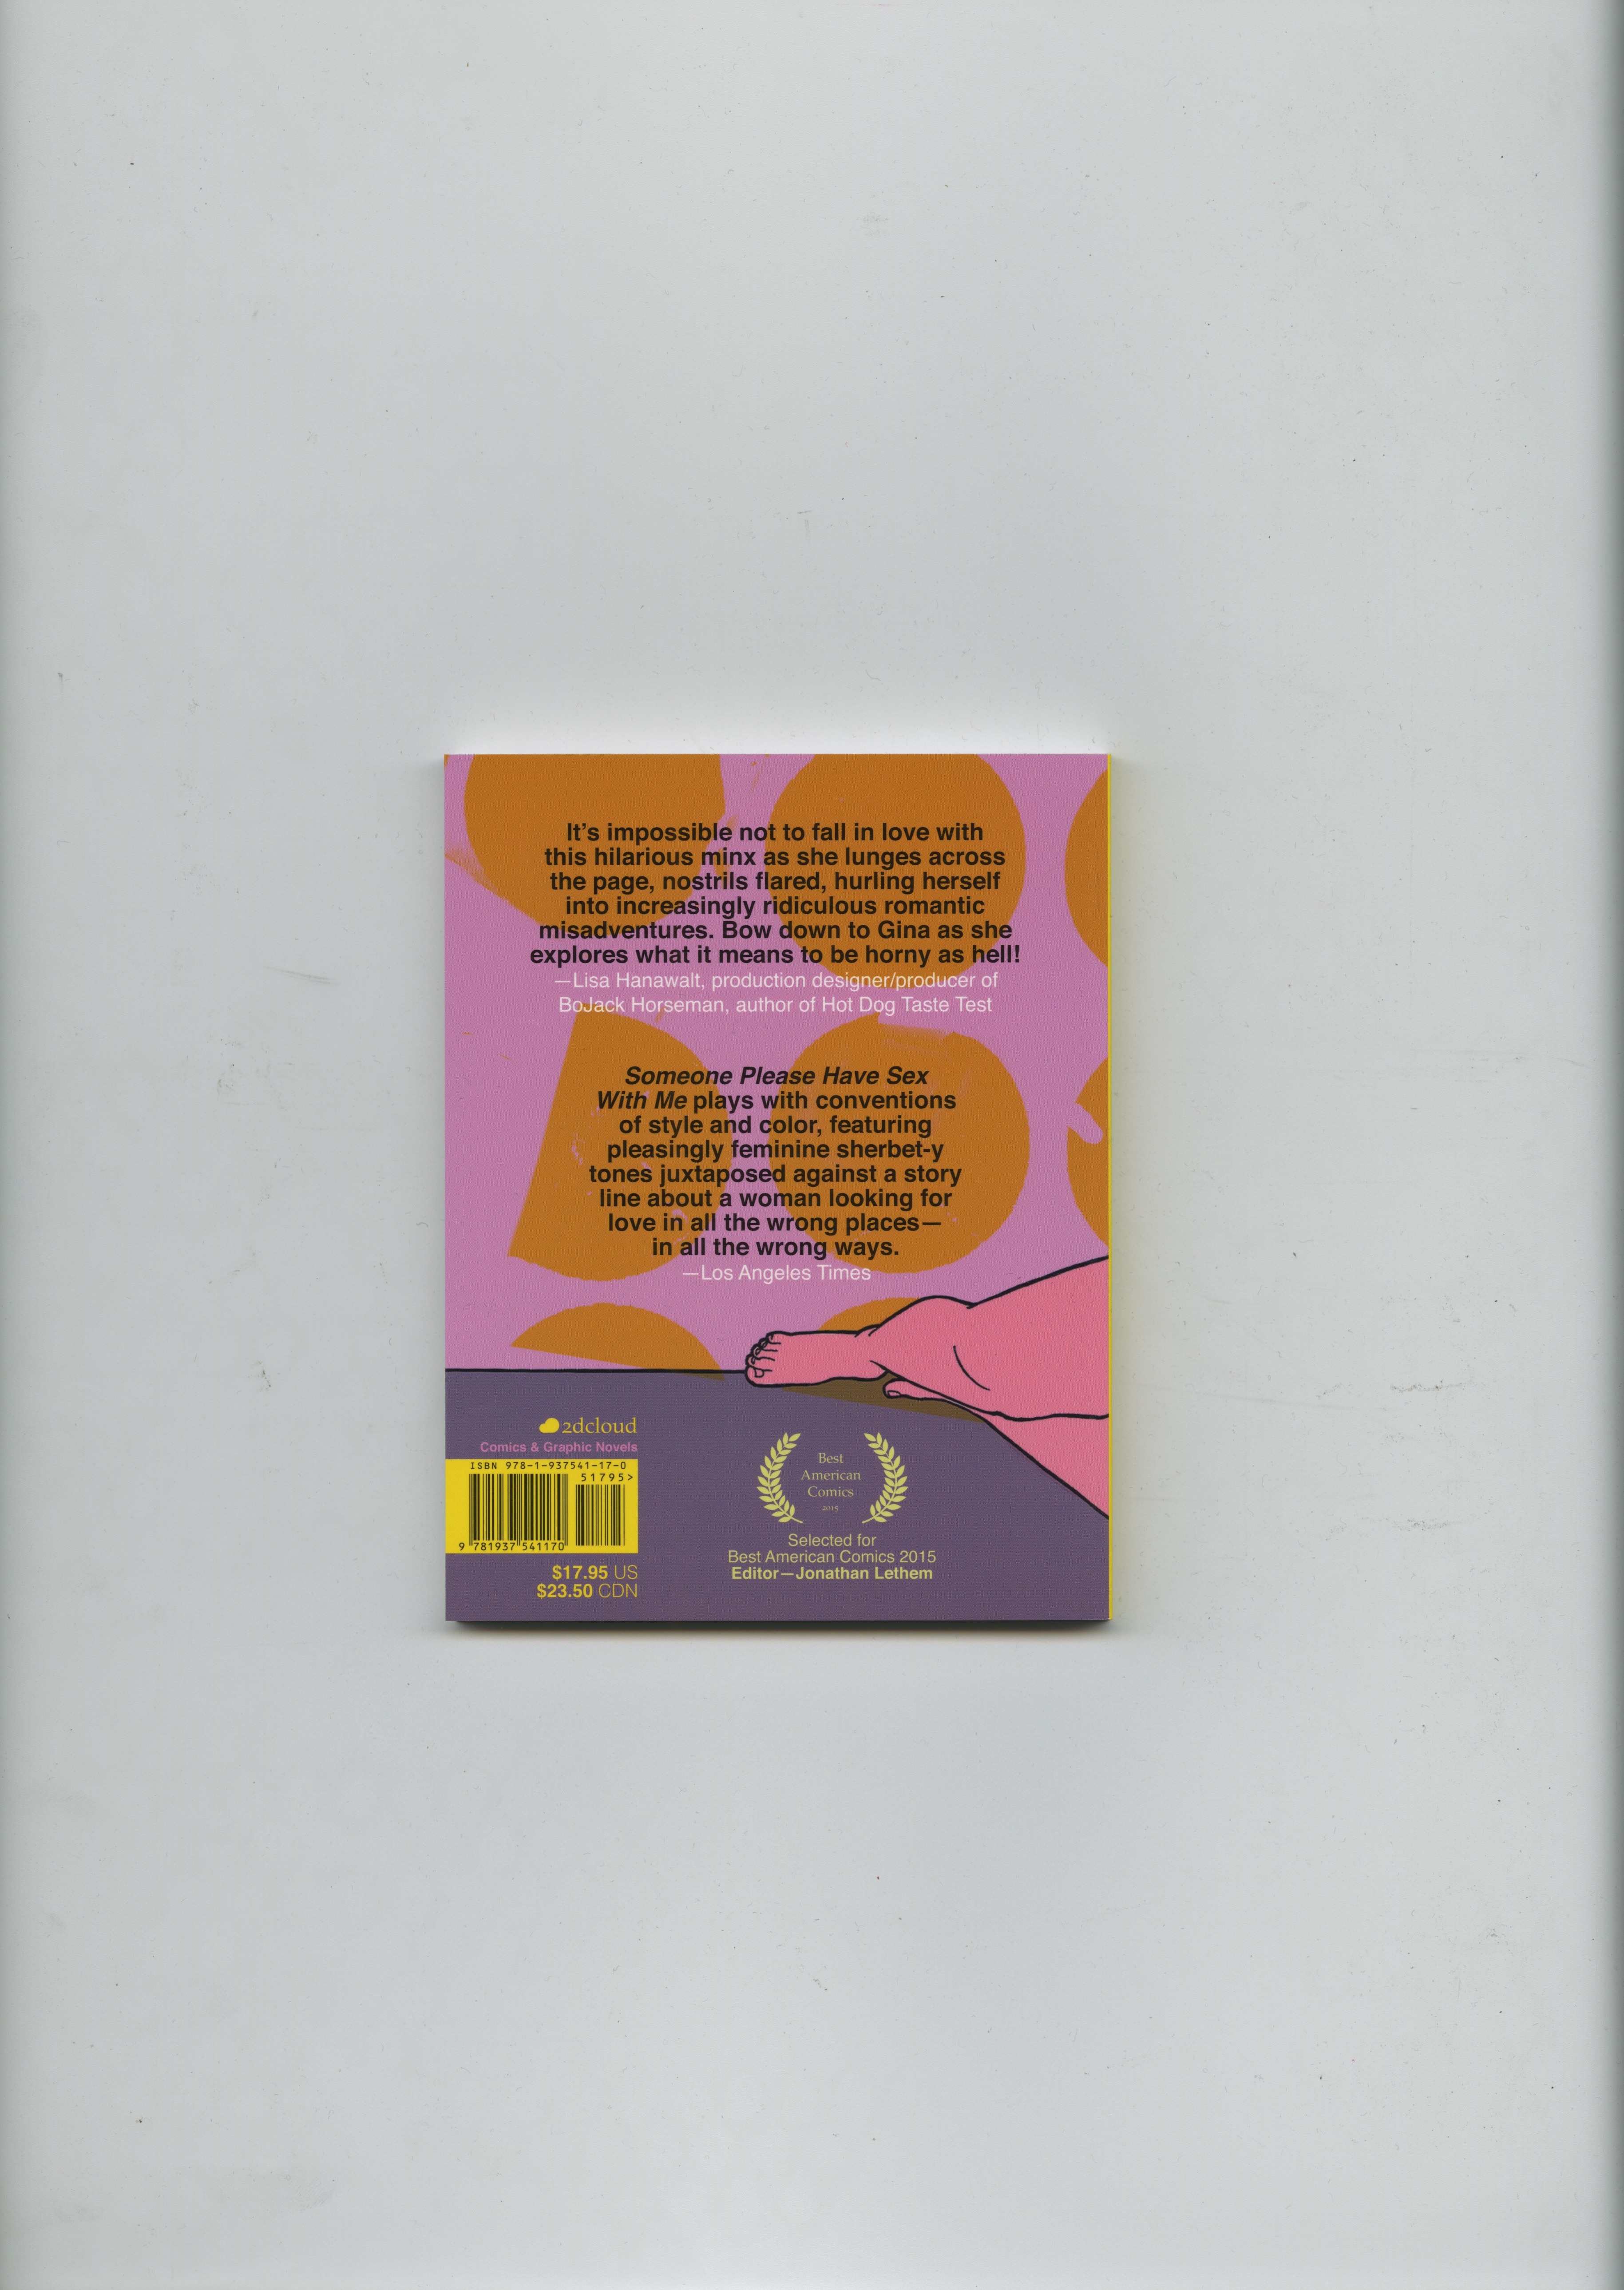 It's impossible not to fall in love with
this hilarious minx as she lunges across
the page, nostrils flared, hurling herself
into increasingly ridiculous romantic
misadventures. Bow down to Gina as she
explores what it means to be horny as hell!
—Lisa Hanawalt, production designer/producer of
BoJack Horseman, author of Hot Dog Taste Test
Someone Please Have Sex
With Me plays with conventions
of style and color, featuring
pleasingly feminine sherbet-y
tones juxtaposed against a story
line about a woman looking for
love in all the wrong places—
in all the wrong ways.
—Los Angeles Times
2dcloud
Comics & Graphic Novels
ISBN 978-1-937541-17-0
51795>
9 781937 541170
$17.95 US
$23.50 CDN
Best
American
Comics
2015
Selected for
Best American Comics 2015
Editor—Jonathan Lethem